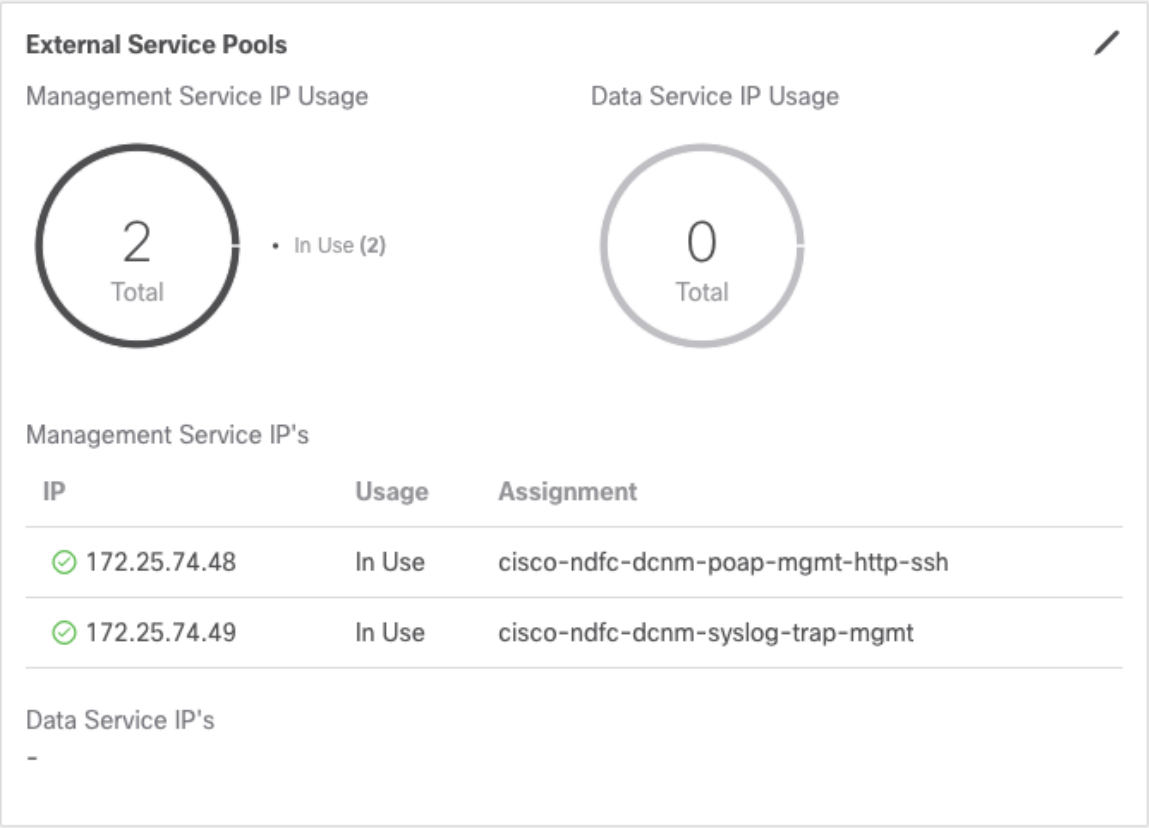 External Service Pools
Management Service IP Usage
Data Service IP Usage
2
Total
• In Use (2)
0
Total
Management Service IP's
IP Usage Assignment
172.25.74.48 In Use cisco-ndfc-dcnm-poap-mgmt-http-ssh
172.25.74.49 In Use cisco-ndfc-dcnm-syslog-trap-mgmt
Data Service IP's
-